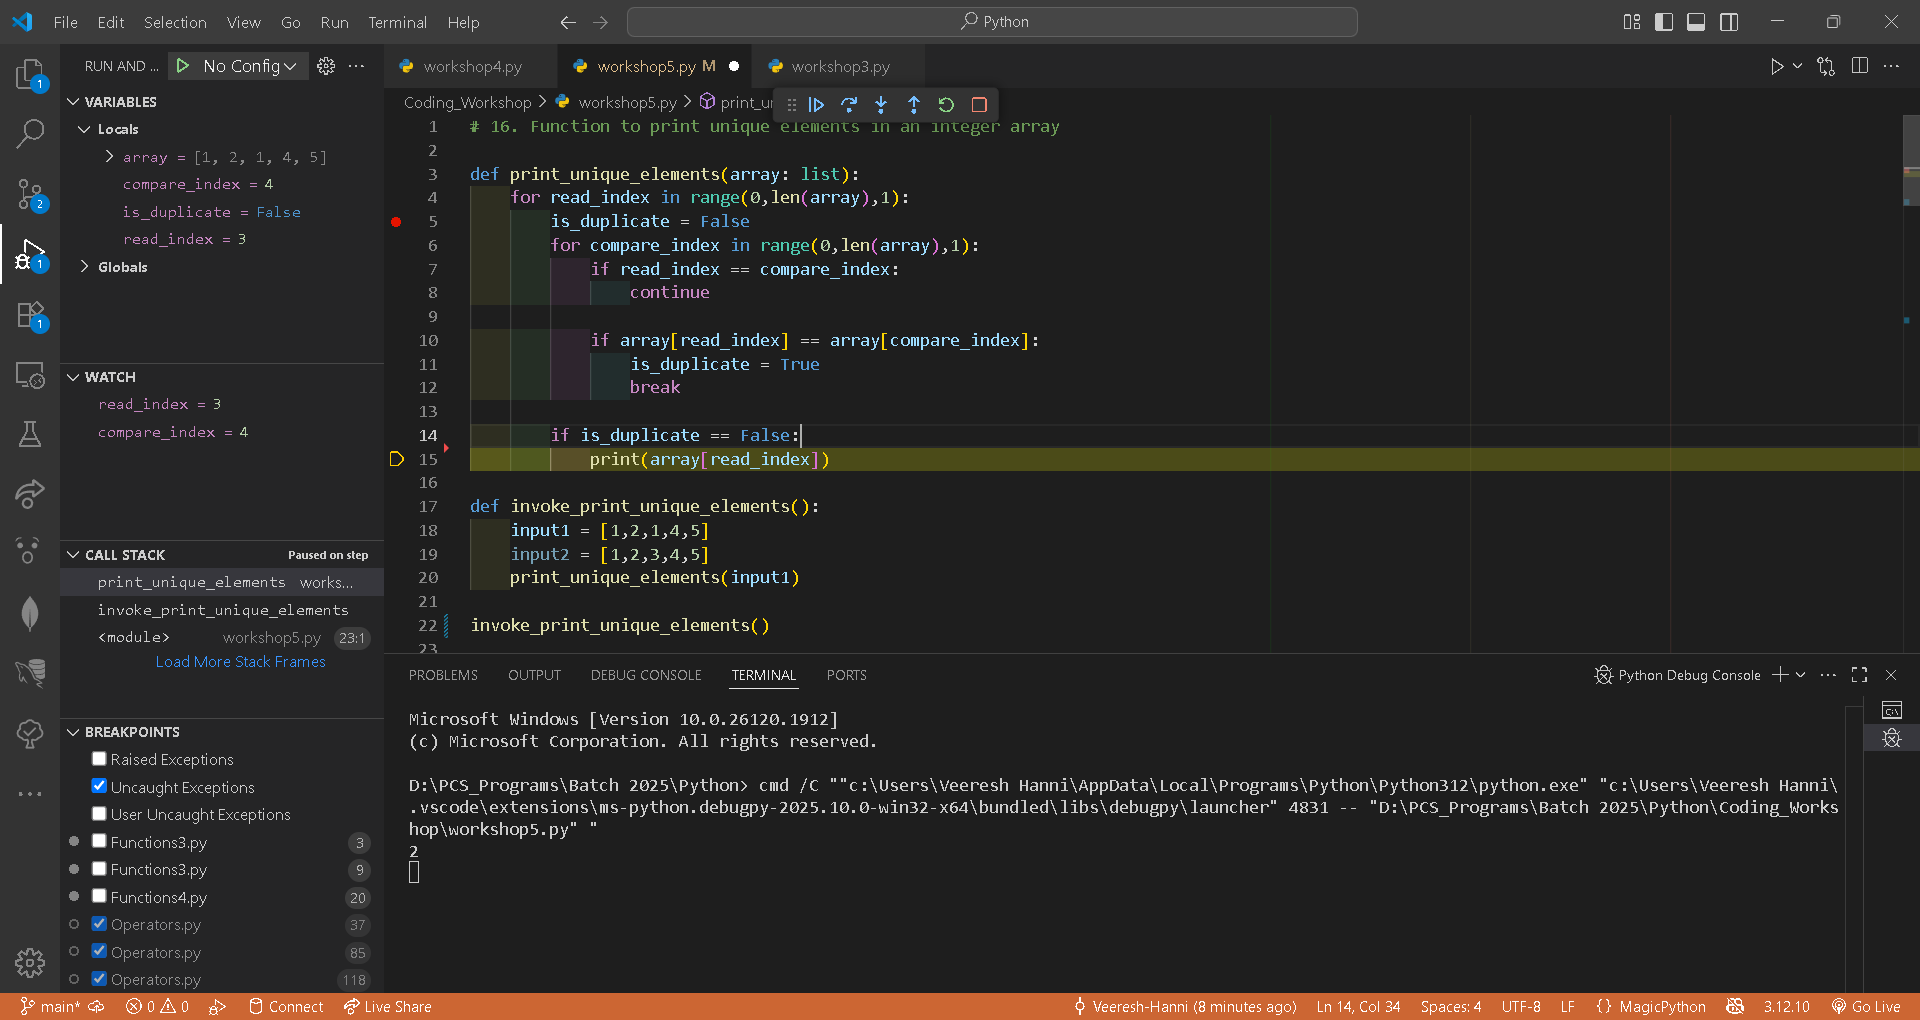 File Edit Selection View Go Run Terminal Help
Python
RUN AND ... No Config
VARIABLES
Locals
array = [1, 2, 1, 4, 5]
compare_index = 4
is_duplicate = False
read_index = 3
Globals
WATCH
read_index = 3
compare_index = 4
CALL STACK Paused on step
print_unique_elements works...
invoke_print_unique_elements
<module> workshop5.py 23:1
Load More Stack Frames
BREAKPOINTS
Raised Exceptions
Uncaught Exceptions
User Uncaught Exceptions
Functions3.py 3
Functions3.py 9
Functions4.py 20
Operators.py 37
Operators.py 85
Operators.py 118
1
2
1
1
workshop4.py workshop5.py M workshop3.py
Coding_Workshop > workshop5.py > print_u
1 # 16. Function to print unique elements in an integer array
2
3 def print_unique_elements(array: list):
4 for read_index in range(0,len(array),1):
5 is_duplicate = False
6 for compare_index in range(0,len(array),1):
7 if read_index == compare_index:
8 continue
9
10 if array[read_index] == array[compare_index]:
11 is_duplicate = True
12 break
13
14 if is_duplicate == False:
15 print(array[read_index])
16
17 def invoke_print_unique_elements():
18 input1 = [1,2,1,4,5]
19 input2 = [1,2,3,4,5]
20 print_unique_elements(input1)
21
22 invoke_print_unique_elements()
23
PROBLEMS OUTPUT DEBUG CONSOLE TERMINAL PORTS
Python Debug Console
Microsoft Windows [Version 10.0.26120.1912]
(c) Microsoft Corporation. All rights reserved.
D:\PCS_Programs\Batch 2025\Python> cmd /C ""c:\Users\Veeresh Hanni\AppData\Local\Programs\Python\Python312\python.exe" "c:\Users\Veeresh Hanni\
.vscode\extensions\ms-python.debugpy-2025.10.0-win32-x64\bundled\libs\debugpy\launcher" 4831 -- "D:\PCS_Programs\Batch 2025\Python\Coding_Works
hop\workshop5.py" "
2
main* 0 0 Connect Live Share
Veeresh-Hanni (8 minutes ago) Ln 14, Col 34 Spaces: 4 UTF-8 LF {} MagicPython 3.12.10 Go Live